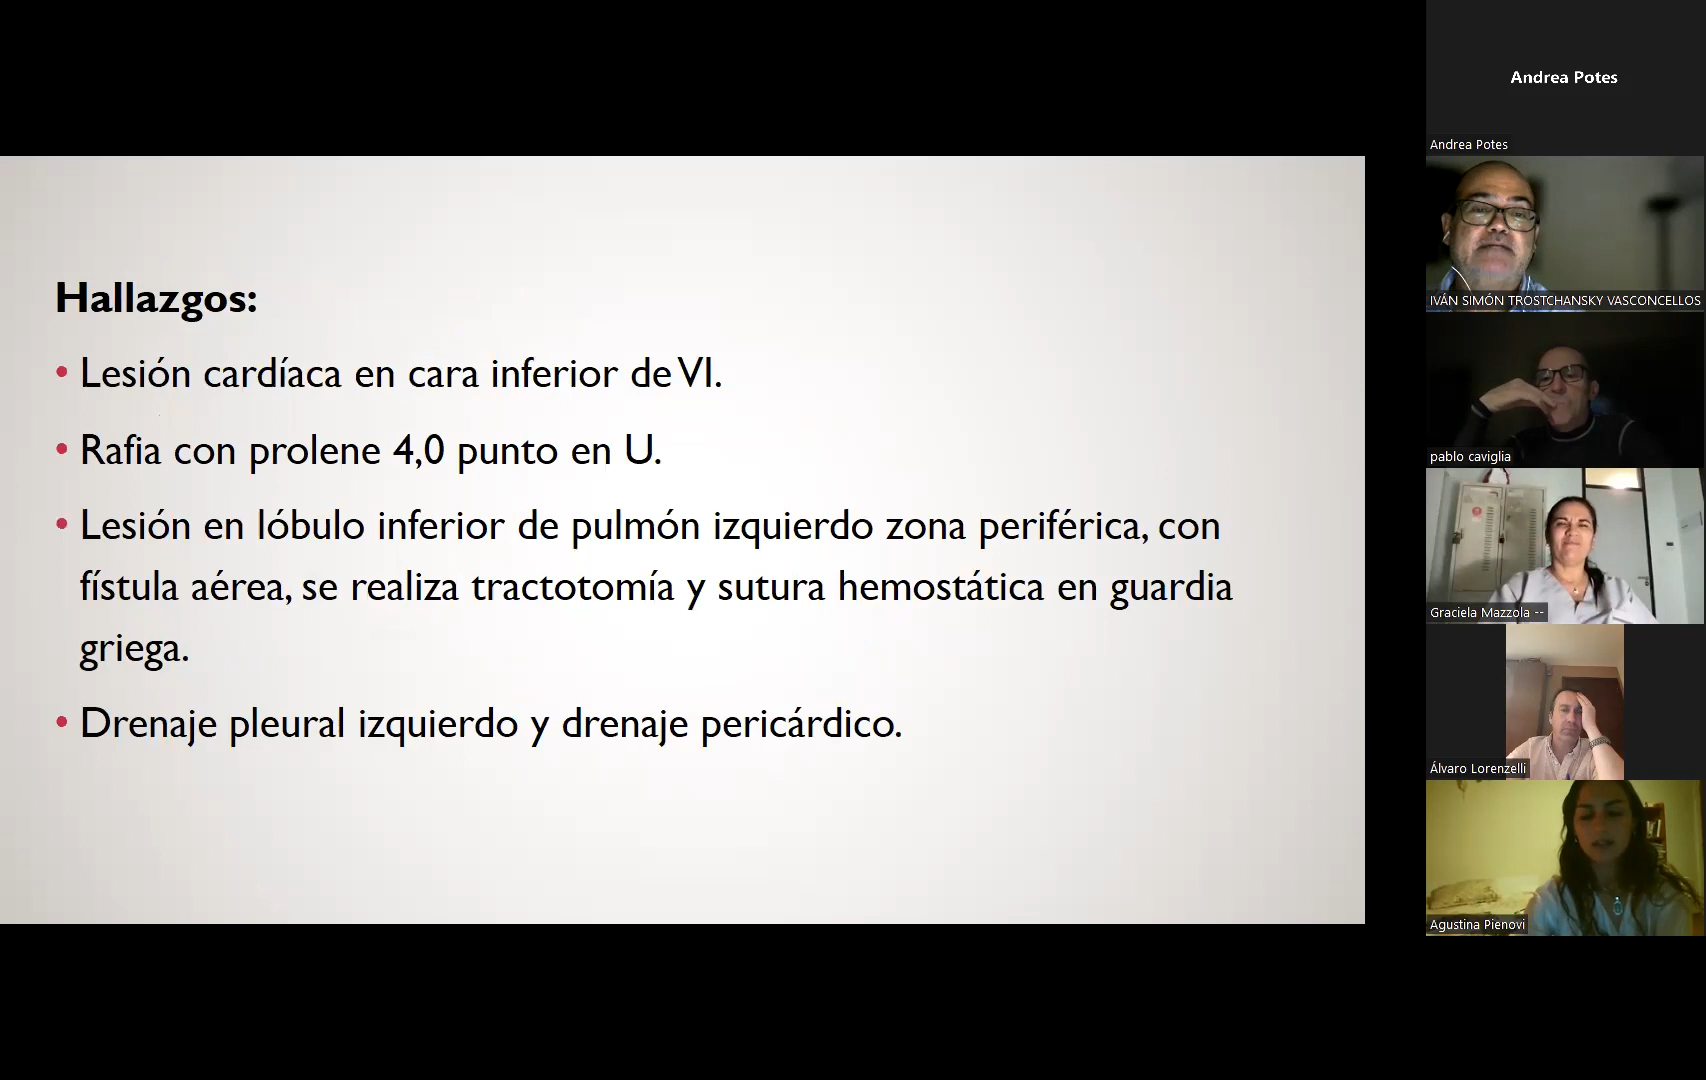 Hallazgos:
• Lesión cardíaca en cara inferior de VI.
• Rafia con prolene 4,0 punto en U.
• Lesión en lóbulo inferior de pulmón izquierdo zona periférica, con
fístula aérea, se realiza tractotomía y sutura hemostática en guardia
griega.
• Drenaje pleural izquierdo y drenaje pericárdico.
Andrea Potes
Andrea Potes
IVÁN SIMÓN TROSTCHANSKY VASCONCELLOS
pablo caviglia
Graciela Mazzola --
Álvaro Lorenzelli
Agustina Pienovi